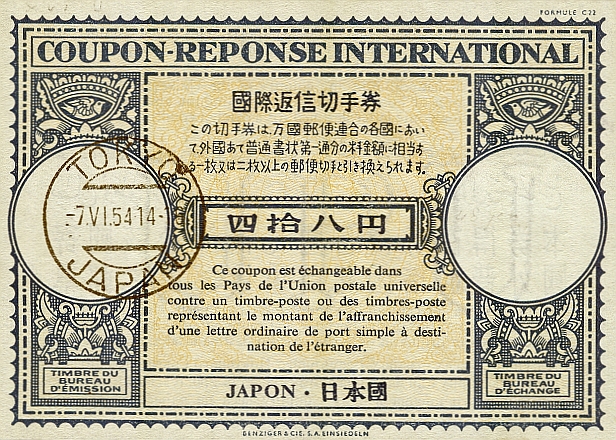 FORMULE C 22
COUPON-REPONSE INTERNATIONAL
國際返信切手券
この切手券は、万國郵便連合の各國におい
て、外國あて普通書状第一通分の料金額に相当す
る一枚又は二枚以上の郵便切手と引き換えられます。
TOKYO
-7.VI.54 14-
JAPAN
四拾八円
Ce coupon est échangeable dans
tous les Pays de l'Union postale universelle
contre un timbre-poste ou des timbres-poste
représentant le montant de l'affranchissement
d'une lettre ordinaire de port simple à desti-
nation de l'étranger.
TIMBRE DU
BUREAU
D'ÉMISSION
TIMBRE DU
BUREAU
D'ÉCHANGE
JAPON · 日本國
BENZIGER & CIE. S.A. EINSIEDELN